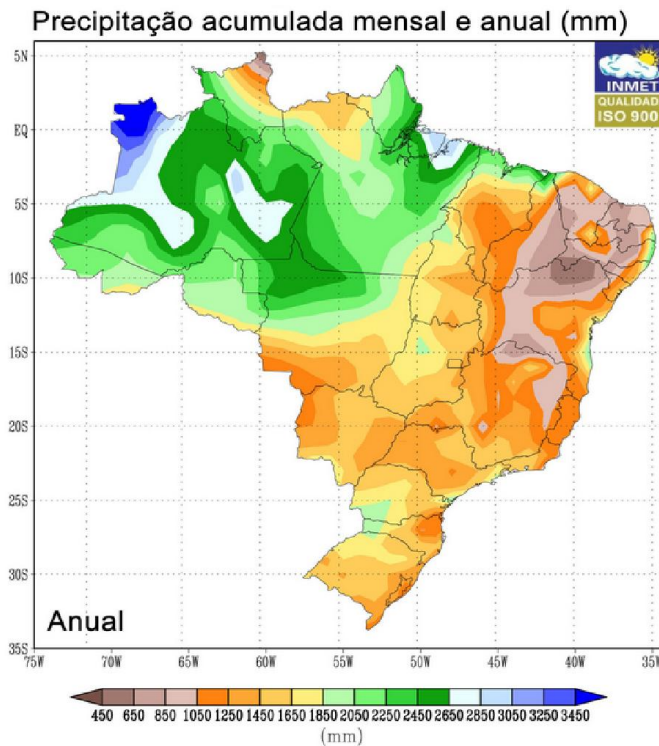 Precipitação acumulada mensal e anual (mm)
INMET
QUALIDAD
ISO 900
5N
EQ
5S
10S
15S
20S
25S
30S
35S
Anual
75W 70W 65W 60W 55W 50W 45W 40W 35W
450 650 850 1050 1250 1450 1650 1850 2050 2250 2450 2650 2850 3050 3250 3450
(mm)